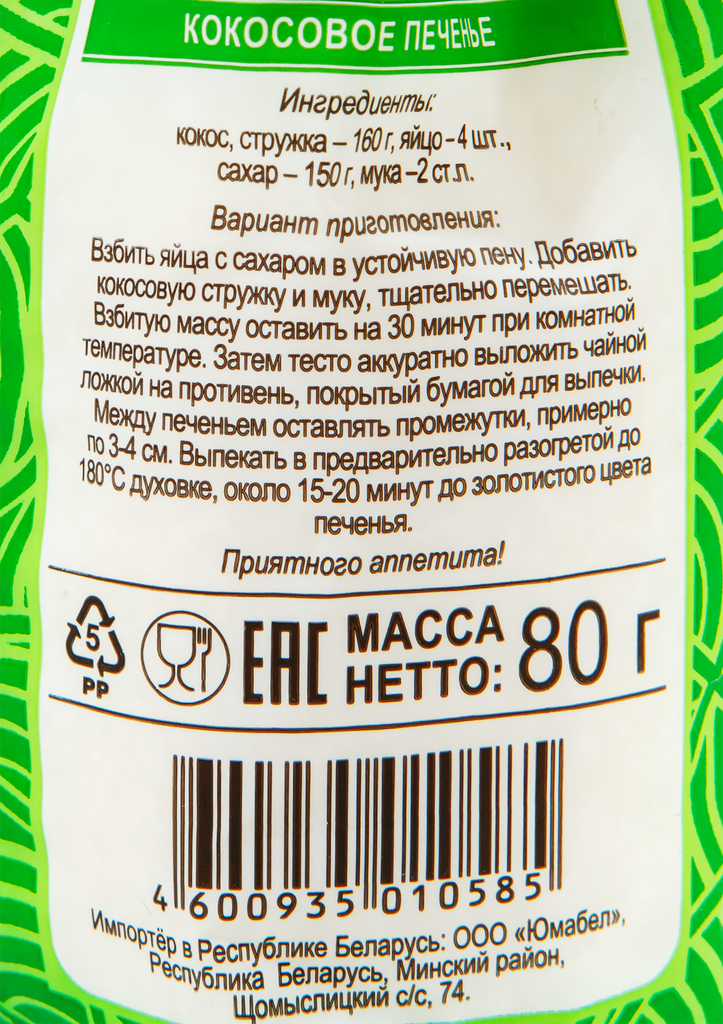 КОКОСОВОЕ ПЕЧЕНЬЕ
Ингредиенты:
кокос, стружка – 160 г, яйцо – 4 шт.,
сахар – 150 г, мука –2 ст.л.
Вариант приготовления:
Взбить яйца с сахаром в устойчивую пену. Добавить
кокосовую стружку и муку, тщательно перемешать.
Взбитую массу оставить на 30 минут при комнатной
температуре. Затем тесто аккуратно выложить чайной
ложкой на противень, покрытый бумагой для выпечки.
Между печеньем оставлять промежутки, примерно
по 3-4 см. Выпекать в предварительно разогретой до
180°С духовке, около 15-20 минут до золотистого цвета
печенья.
Приятного аппетита!
5
PP
ЕАС
МАССА
НЕТТО: 80 г
4 600935 010585
Импортёр в Республике Беларусь: ООО «Юмабел»,
Республика Беларусь, Минский район,
Щомыслицкий с/с, 74.